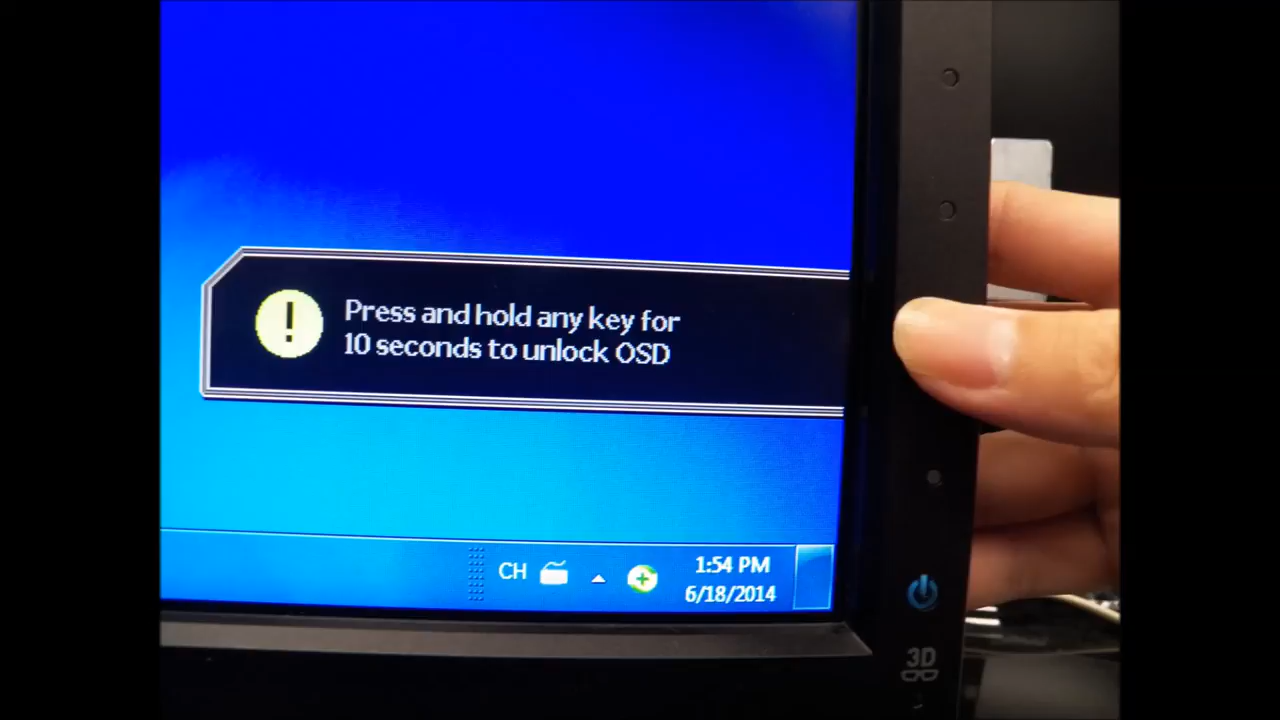 Press and hold any key for
10 seconds to unlock OSD
CH
1:54 PM
6/18/2014
3D